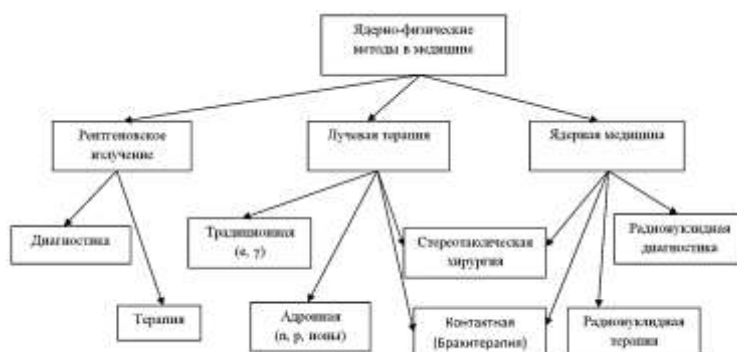 Ядерно-физические
методы в медицине
Рентгеновское
излучение
Лучевая терапия
Ядерная медицина
Диагностика
Традиционная
(e, γ)
Стереотаксическая
хирургия
Радионуклидная
диагностика
Терапия
Адронная
(n, p, ионы)
Контактная
(Брахитерапия)
Радионуклидная
терапия